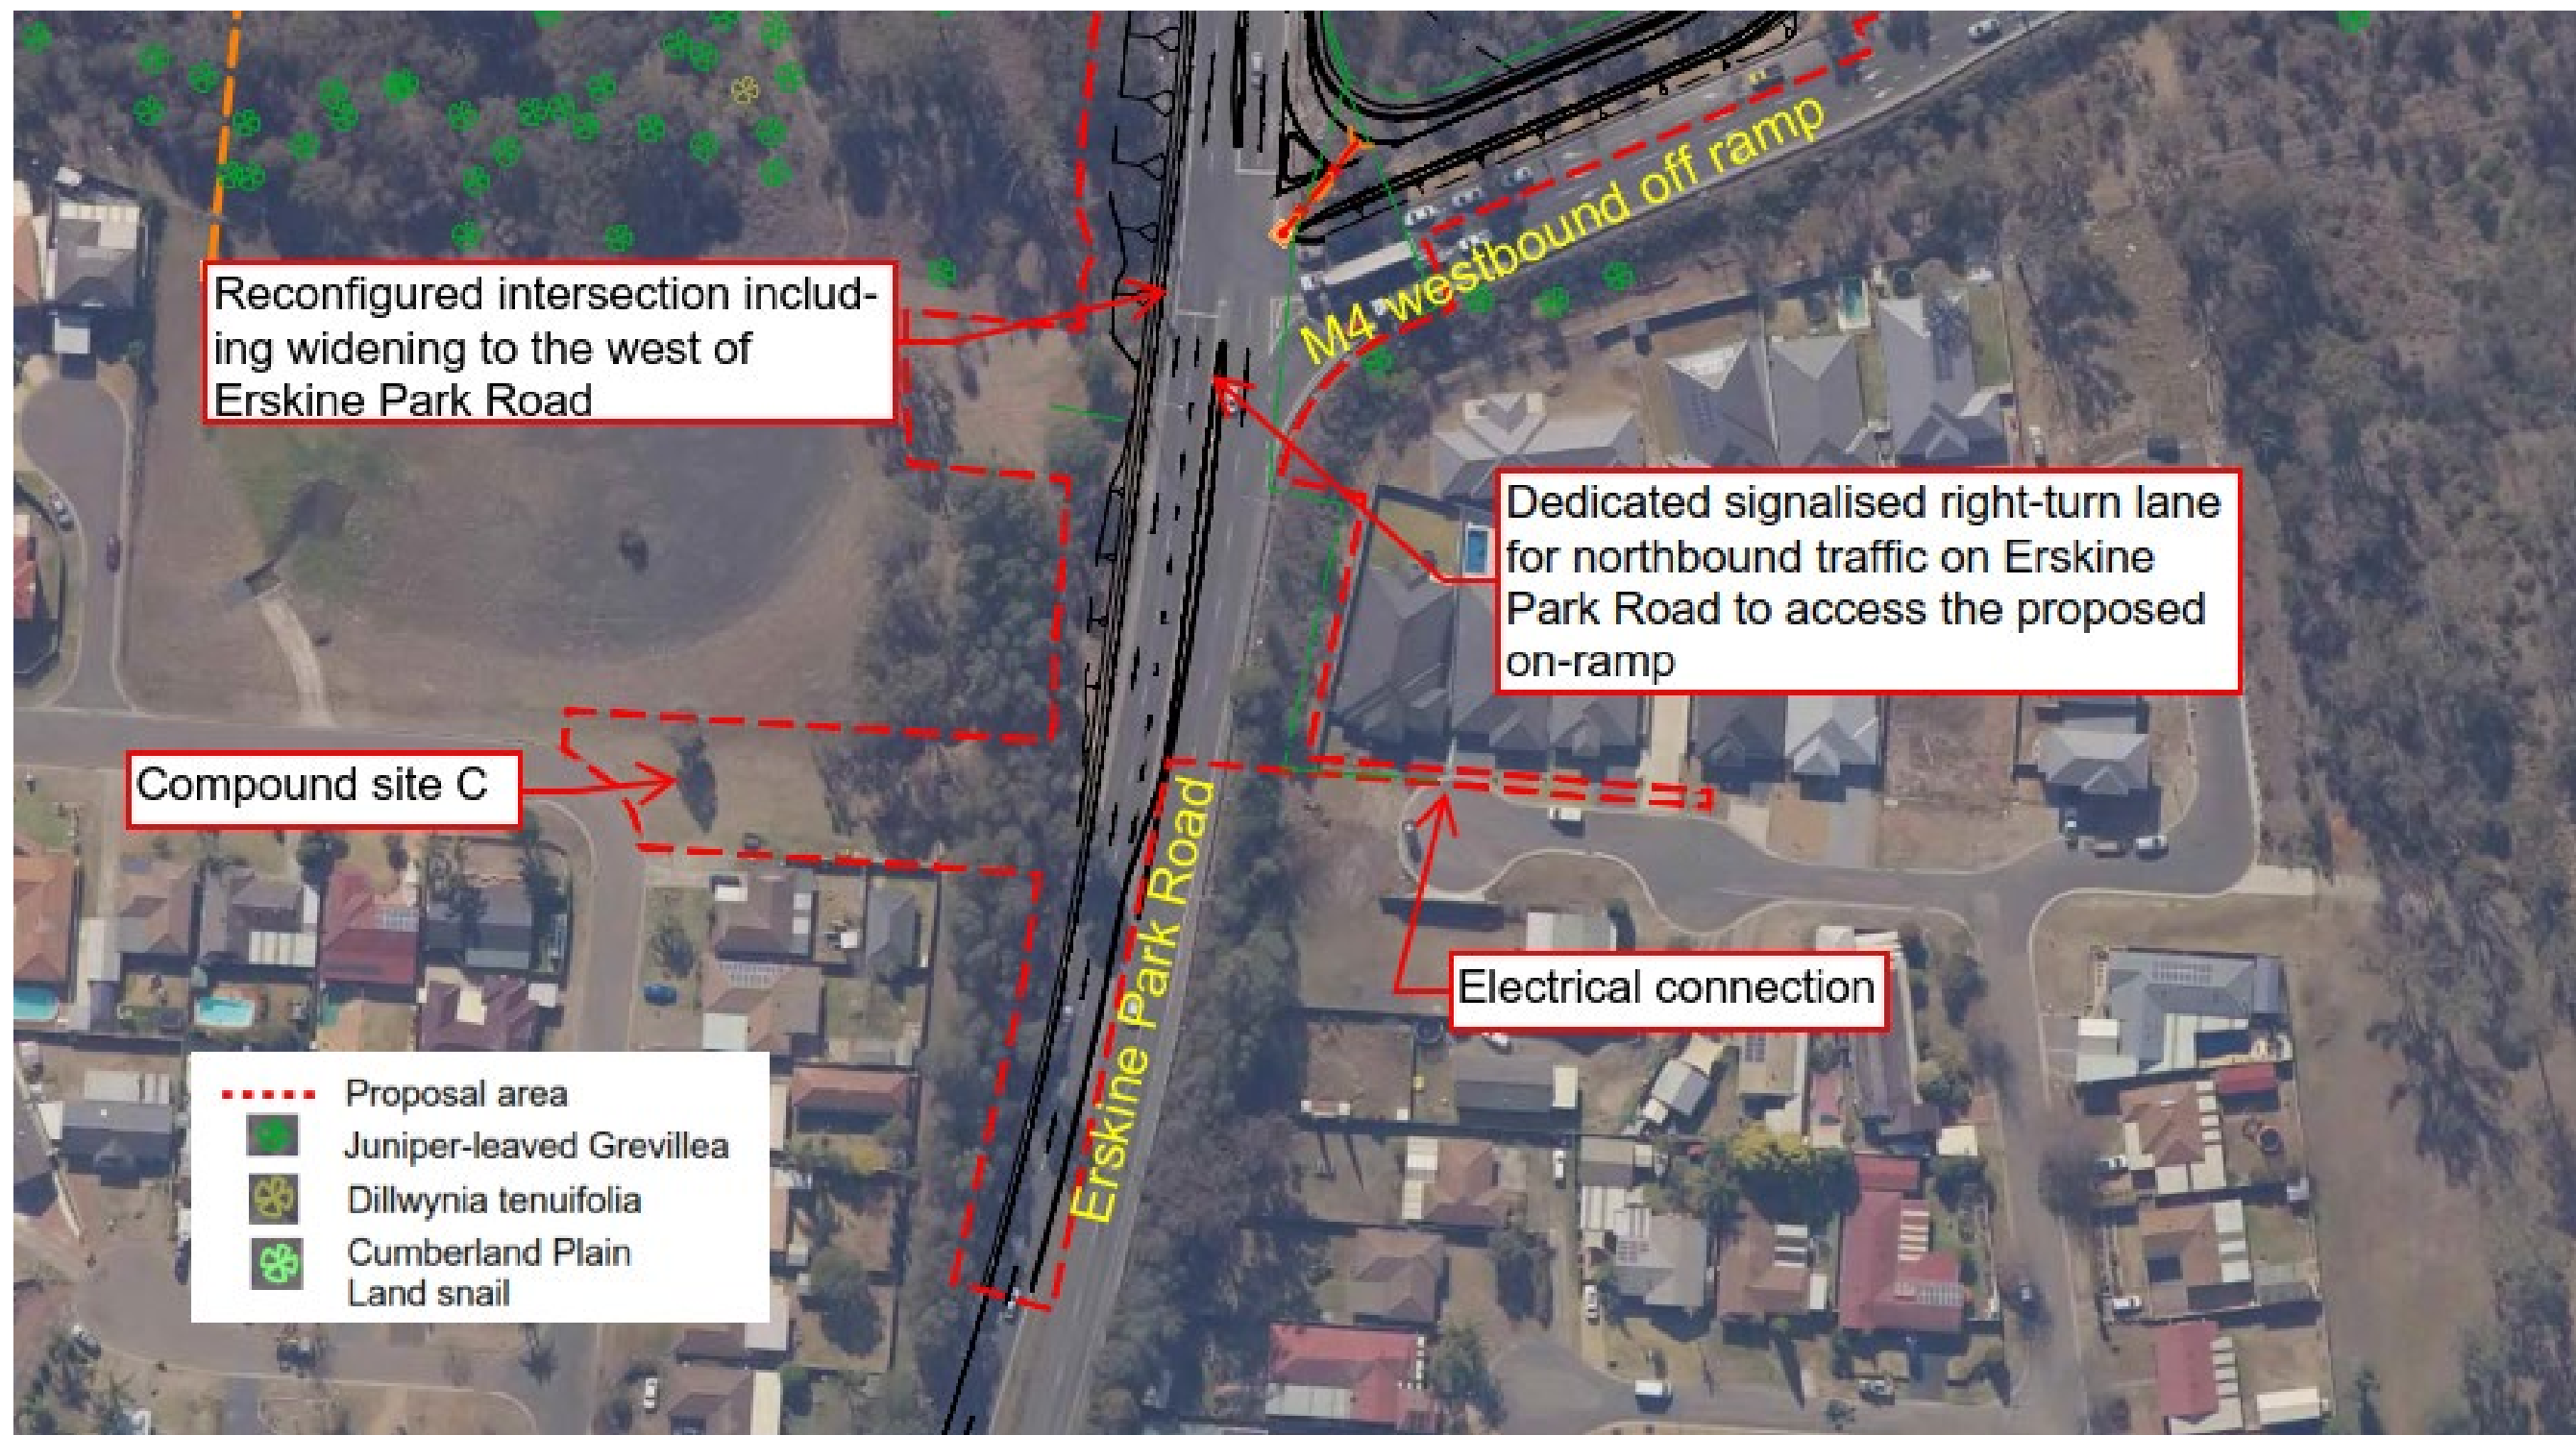 M4 westbound off ramp
Reconfigured intersection includ-
ing widening to the west of
Erskine Park Road
Dedicated signalised right-turn lane
for northbound traffic on Erskine
Park Road to access the proposed
on-ramp
Compound site C
Erskine Park Road
Electrical connection
Proposal area
Juniper-leaved Grevillea
Dillwynia tenuifolia
Cumberland Plain
Land snail